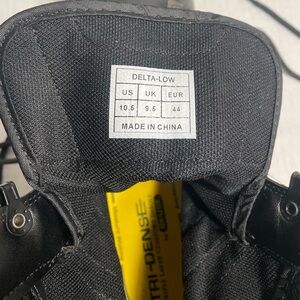 DELTA-LOW
US UK EUR
10.5 9.5 44
MADE IN CHINA
TRI-DENSE